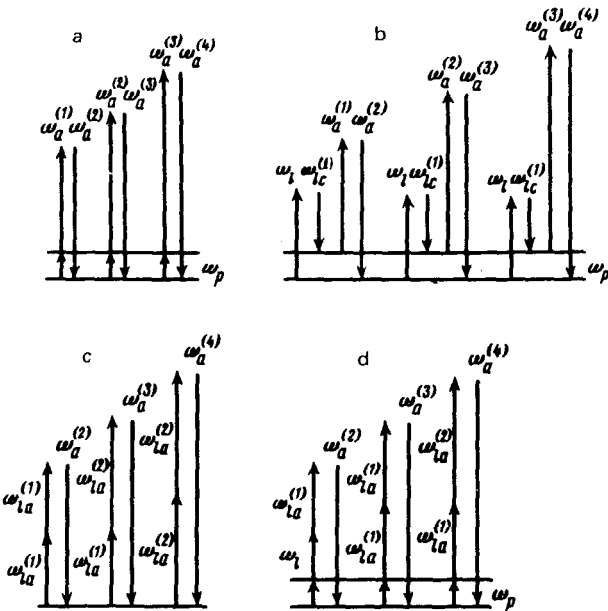 a
ω_a^(1) ω_a^(2)
ω_a^(2) ω_a^(3)
ω_a^(3) ω_a^(4)
ω_p
b
ω_l ω_lc^(1)
ω_a^(1) ω_a^(2)
ω_l ω_lc^(1)
ω_a^(2) ω_a^(3)
ω_l ω_lc^(1)
ω_a^(3) ω_a^(4)
ω_p
c
ω_la^(1)
ω_la^(1)
ω_a^(2)
ω_la^(2)
ω_la^(1)
ω_a^(3)
ω_la^(2)
ω_la^(2)
ω_a^(4)
d
ω_la^(1)
ω_l
ω_a^(2)
ω_la^(1)
ω_la^(1)
ω_a^(3)
ω_la^(2)
ω_la^(1)
ω_a^(4)
ω_p